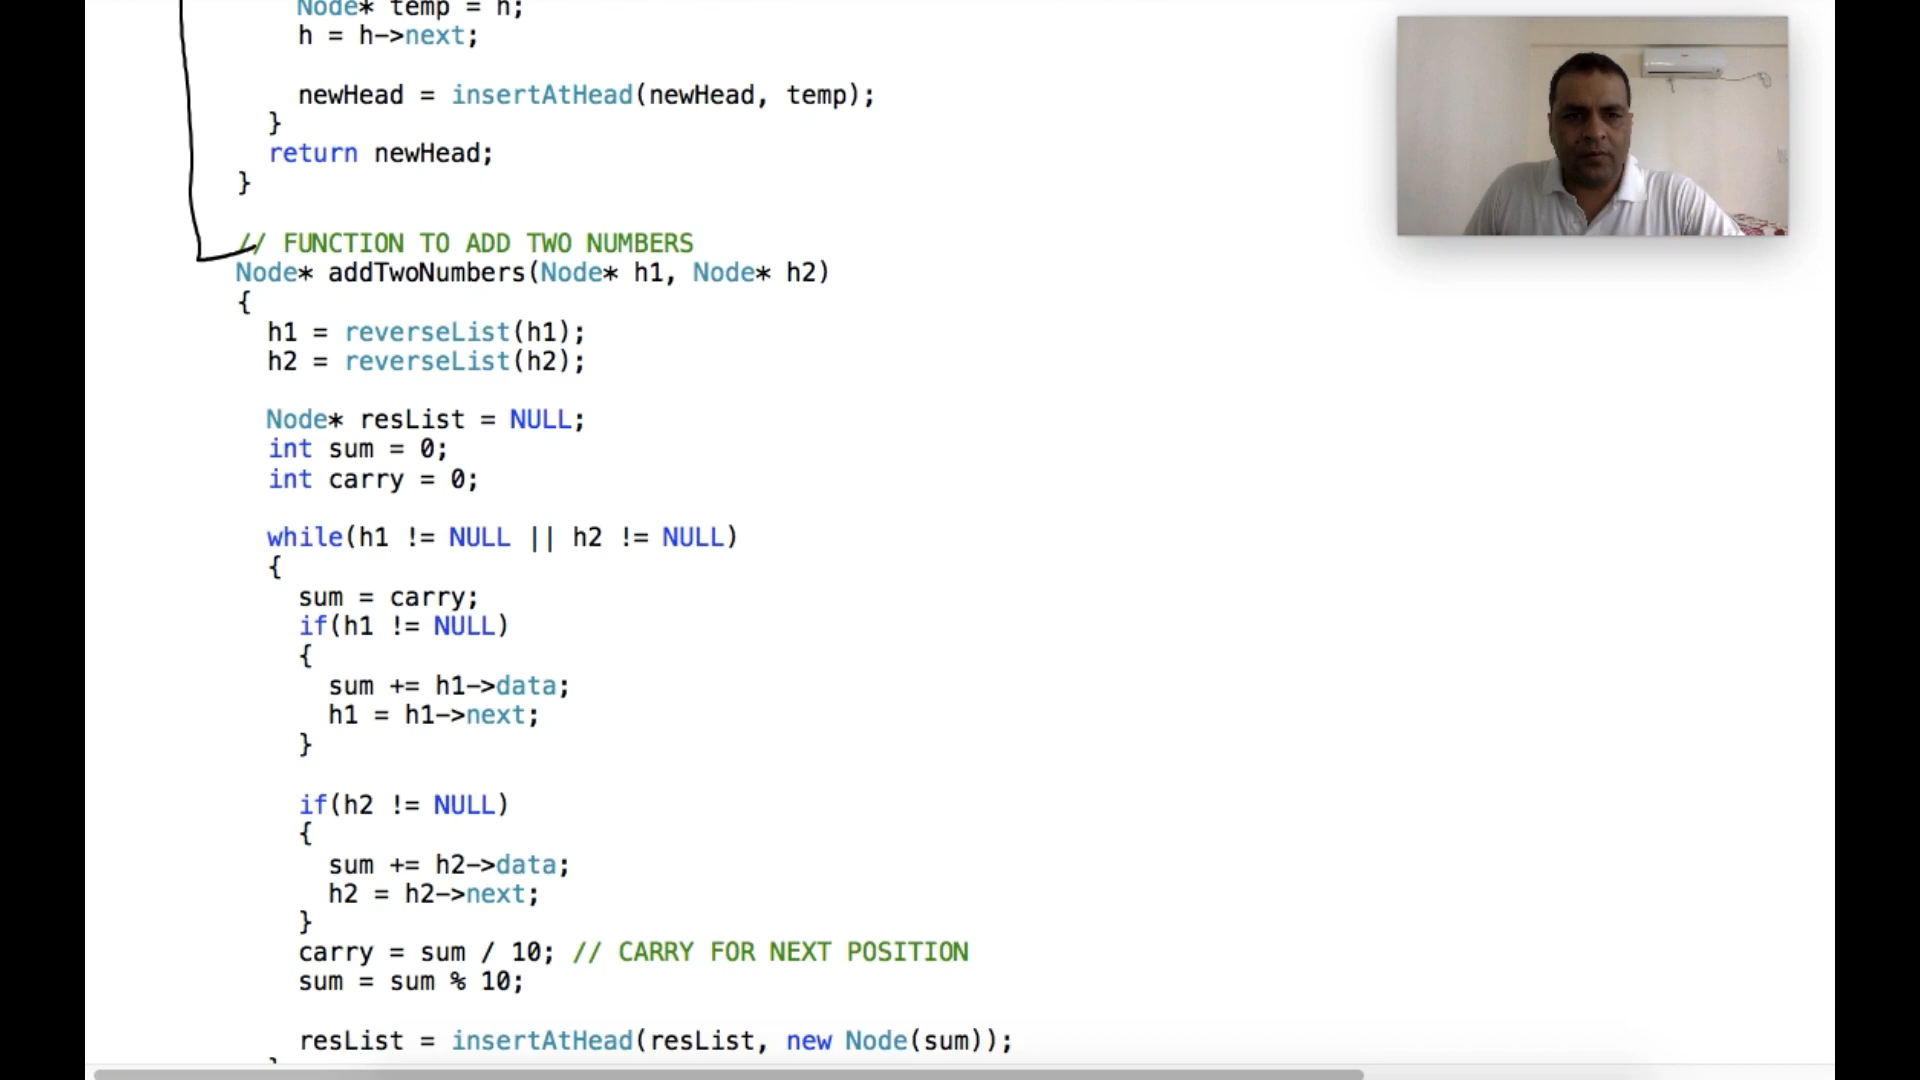 Node* temp = h;
h = h->next;
newHead = insertAtHead(newHead, temp);
}
return newHead;
}
// FUNCTION TO ADD TWO NUMBERS
Node* addTwoNumbers(Node* h1, Node* h2)
{
h1 = reverseList(h1);
h2 = reverseList(h2);
Node* resList = NULL;
int sum = 0;
int carry = 0;
while(h1 != NULL || h2 != NULL)
{
sum = carry;
if(h1 != NULL)
{
sum += h1->data;
h1 = h1->next;
}
if(h2 != NULL)
{
sum += h2->data;
h2 = h2->next;
}
carry = sum / 10; // CARRY FOR NEXT POSITION
sum = sum % 10;
resList = insertAtHead(resList, new Node(sum));